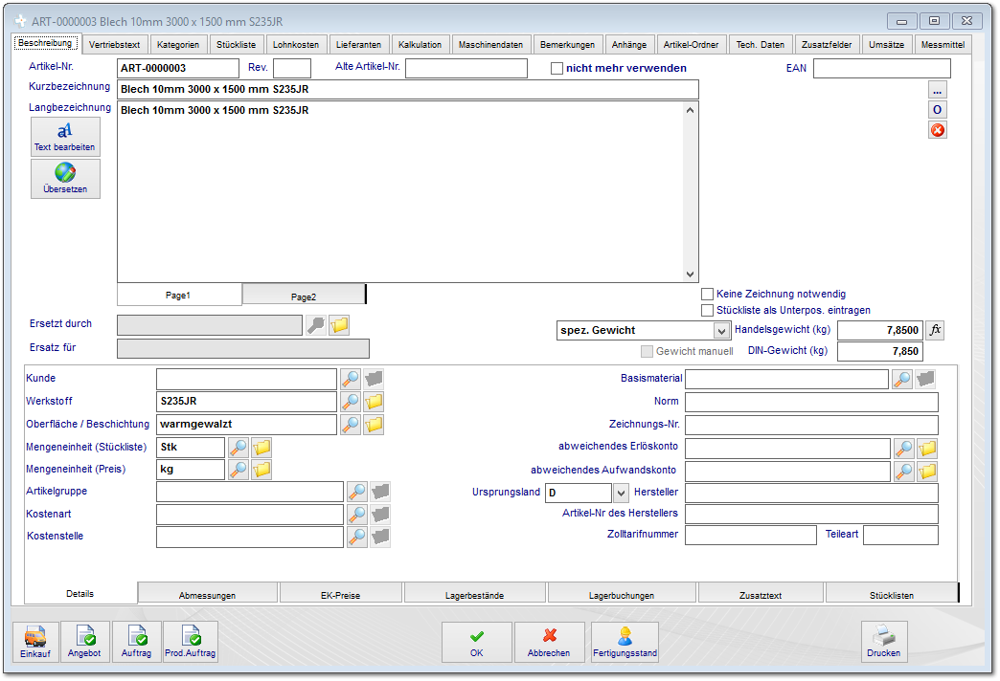 ART-0000003 Blech 10mm 3000 x 1500 mm S235JR
Beschreibung Vertriebstext Kategorien Stückliste Lohnkosten Lieferanten Kalkulation Maschinendaten Bemerkungen Anhänge Artikel-Ordner Tech. Daten Zusatzfelder Umsätze Messmittel
Artikel-Nr. ART-0000003 Rev. Alte Artikel-Nr. nicht mehr verwenden EAN
Kurzbezeichnung Blech 10mm 3000 x 1500 mm S235JR ...
Langbezeichnung Blech 10mm 3000 x 1500 mm S235JR O
aA
Text bearbeiten
Übersetzen
Page1 Page2
Keine Zeichnung notwendig
Stückliste als Unterpos. eintragen
Ersetzt durch spez. Gewicht Handelsgewicht (kg) 7,8500 fx
Ersatz für Gewicht manuell DIN-Gewicht (kg) 7,850
Kunde Basismaterial
Werkstoff S235JR Norm
Oberfläche / Beschichtung warmgewalzt Zeichnungs-Nr.
Mengeneinheit (Stückliste) Stk abweichendes Erlöskonto
Mengeneinheit (Preis) kg abweichendes Aufwandskonto
Artikelgruppe Ursprungsland D Hersteller
Kostenart Artikel-Nr des Herstellers
Kostenstelle Zolltarifnummer Teileart
Details Abmessungen EK-Preise Lagerbestände Lagerbuchungen Zusatztext Stücklisten
Einkauf Angebot Auftrag Prod.Auftrag OK Abbrechen Fertigungsstand Drucken